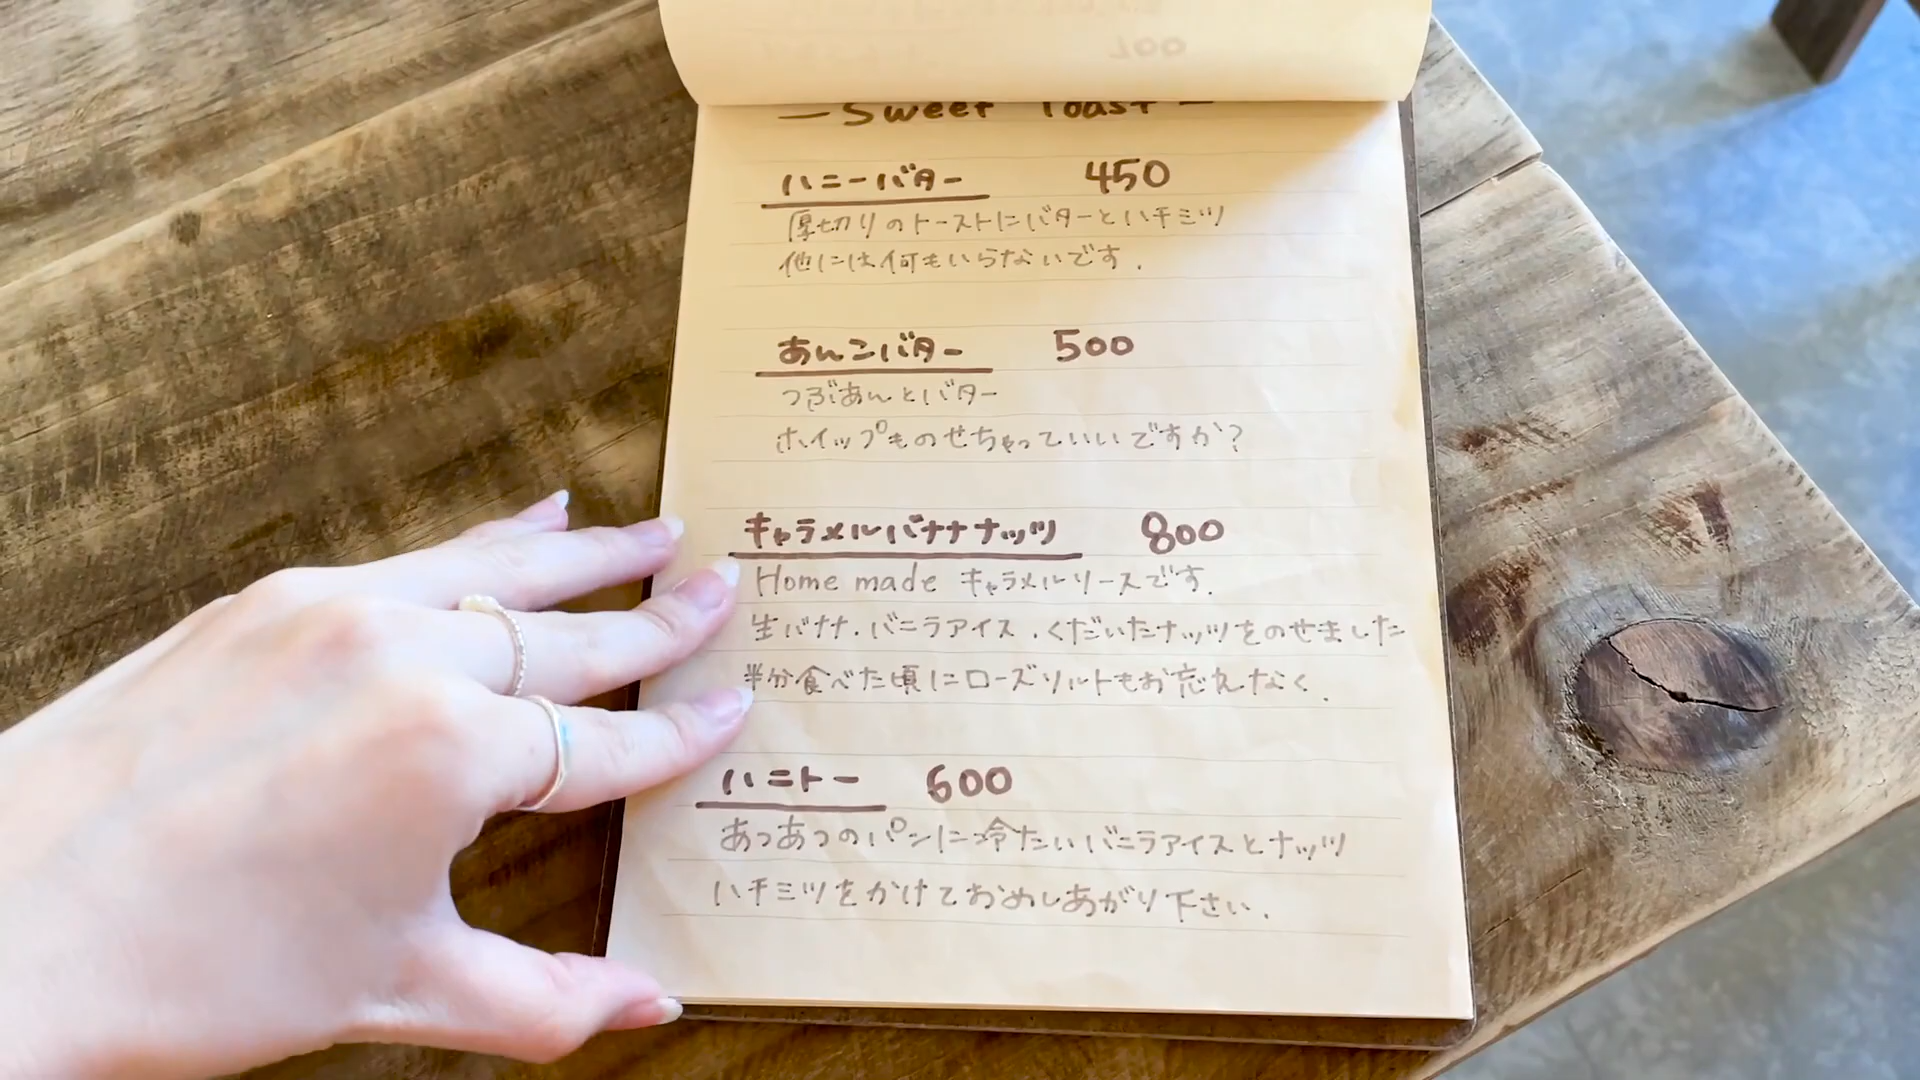 — Sweet Toast —
ハニーバター 450
厚切りのトーストにバターとハチミツ
他には何もいらないです.
あんこバター 500
つぶあんとバター
ホイップものせちゃっていいですか?
キャラメルバナナナッツ 800
Home made キャラメルソースです.
生バナナ.バニラアイス.くだいたナッツをのせました
半分食べた頃にローズソルトもお忘れなく.
ハニトー 600
あつあつのパンに冷たいバニラアイスとナッツ
ハチミツをかけておめしあがり下さい.